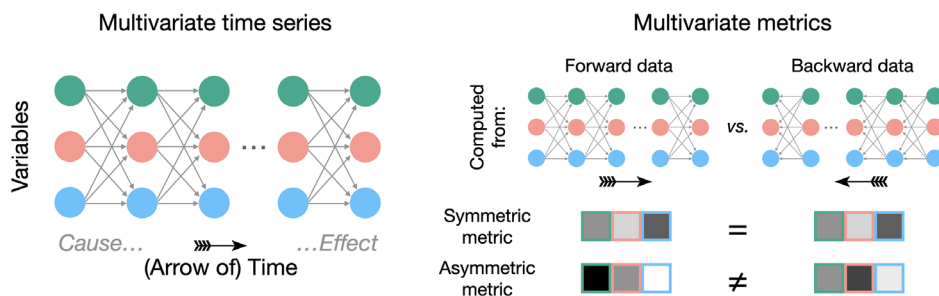 Multivariate time series
Variables
...
Cause...
...Effect
(Arrow of) Time
Multivariate metrics
Computed
from:
Forward data
Backward data
...
vs.
...
Symmetric
metric
=
Asymmetric
metric
≠